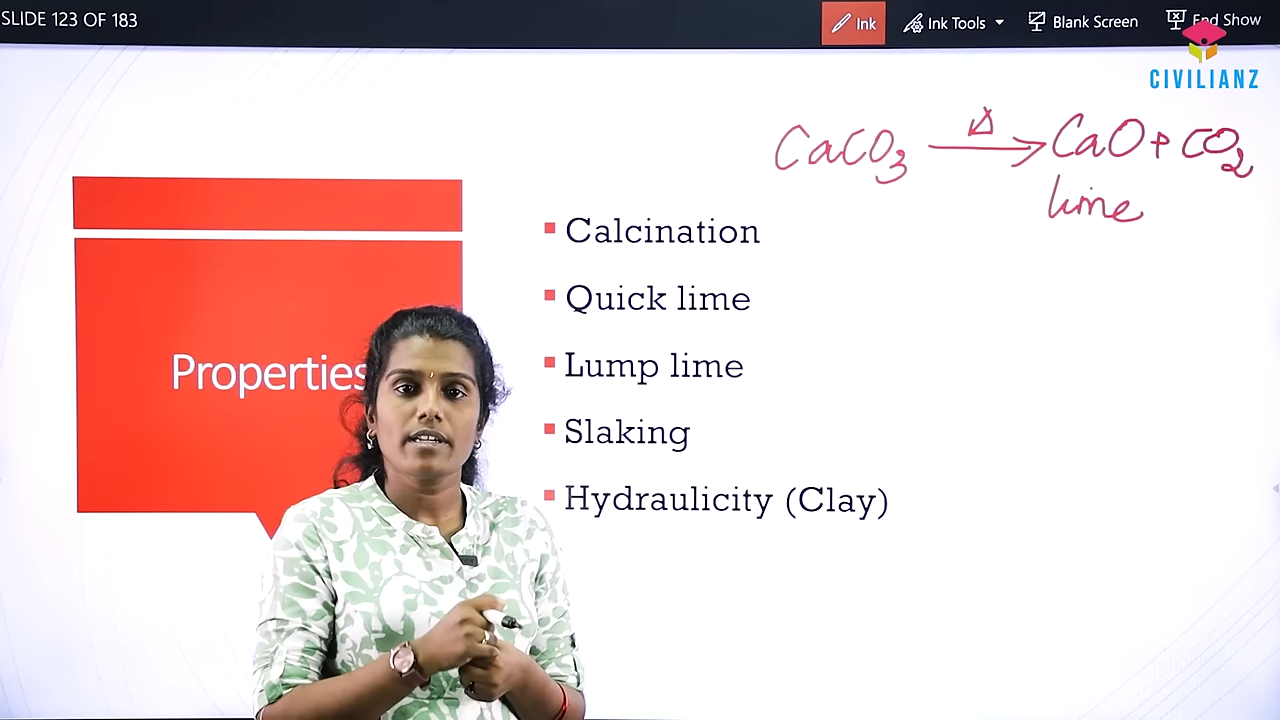 SLIDE 123 OF 183
Ink
Ink Tools
Blank Screen
End Show
CIVILIANZ
CaCO3 Δ → CaO + CO2
lime
Calcination
Quick lime
Lump lime
Slaking
Hydraulicity (Clay)
Properties